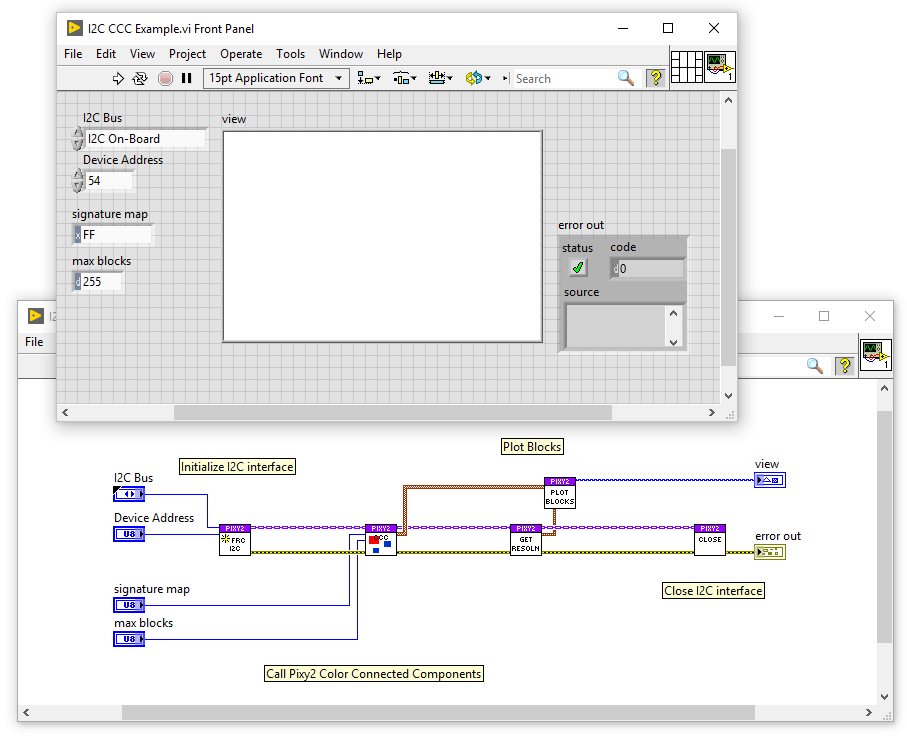 I2C CCC Example.vi Front Panel
File Edit View Project Operate Tools Window Help
15pt Application Font
Search
?
1
I2C Bus
I2C On-Board
Device Address
54
signature map
x FF
max blocks
d 255
view
error out
status
code
d 0
source
I2
File
?
1
Plot Blocks
Initialize I2C interface
I2C Bus
Device Address
U8
PIXY2
FRC
I2C
PIXY2
CCC
PIXY2
PLOT
BLOCKS
PIXY2
GET
RESOLN
PIXY2
CLOSE
view
error out
signature map
U8
max blocks
U8
Close I2C interface
Call Pixy2 Color Connected Components